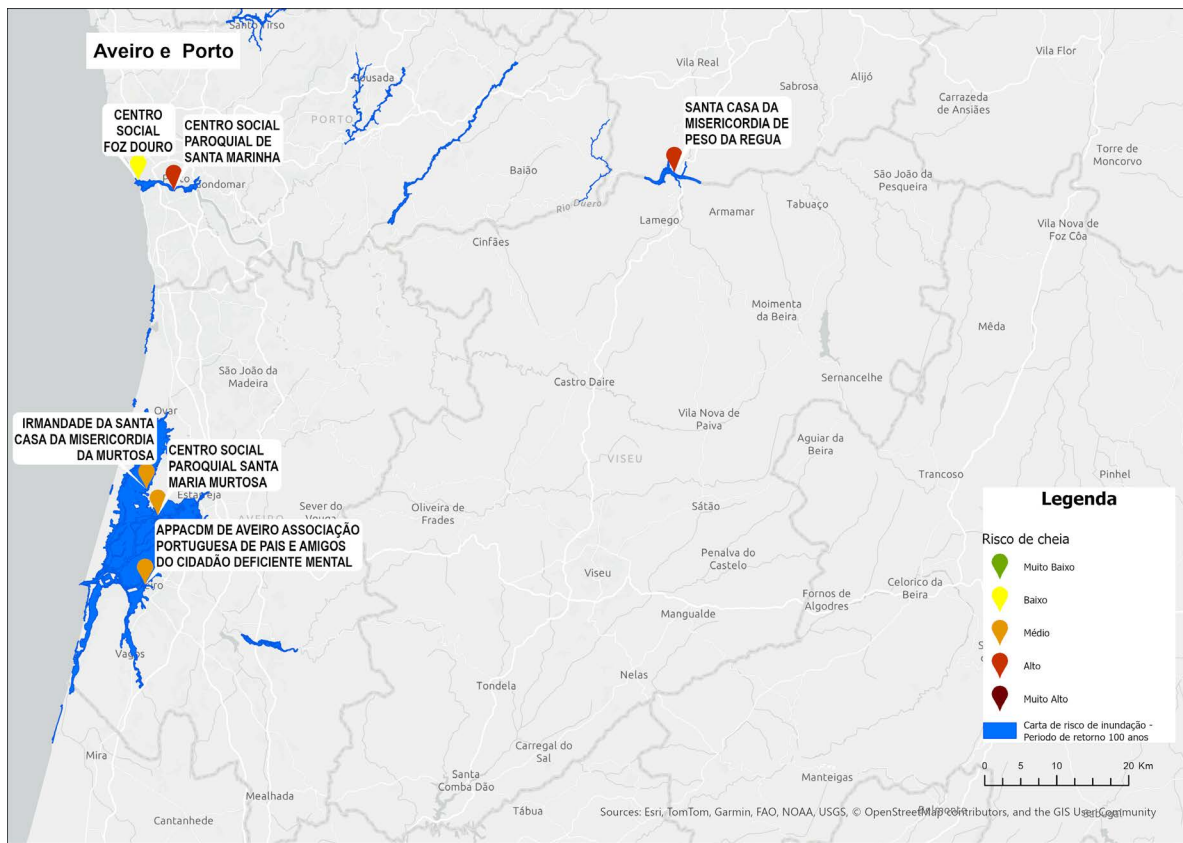 Aveiro e Porto
Santo Tirso
Lousada
PORTO
Vila Real
Sabrosa
Alijó
Vila Flor
Carrazeda
de Ansiães
Torre de
Moncorvo
CENTRO
SOCIAL
FOZ DOURO
CENTRO SOCIAL
PAROQUIAL DE
SANTA MARINHA
SANTA CASA DA
MISERICORDIA DE
PESO DA REGUA
Baião
Rio Duero
Cinfães
Lamego
Armamar
Tabuaço
São João da
Pesqueira
Vila Nova de
Foz Côa
Moimenta
da Beira
Mêda
São João da
Madeira
Castro Daire
Sernancelhe
Ovar
Vila Nova de
Paiva
Aguiar da
Beira
VISEU
Trancoso
Pinhel
IRMANDADE DA SANTA
CASA DA MISERICORDIA
DA MURTOSA
CENTRO SOCIAL
PAROQUIAL SANTA
MARIA MURTOSA
APPACDM DE AVEIRO ASSOCIAÇÃO
PORTUGUESA DE PAIS E AMIGOS
DO CIDADÃO DEFICIENTE MENTAL
AVEIRO
Sever do
Vouga
Oliveira de
Frades
Sátão
Penalva do
Castelo
Viseu
Mangualde
Fornos de
Algodres
Celorico da
Beira
Vagos
Nelas
Tondela
Mira
Carregal do
Sal
Santa
Comba Dão
Mealhada
Tábua
Manteigas
Cantanhede
Legenda
Risco de cheia
Muito Baixo
Baixo
Médio
Alto
Muito Alto
Carta de risco de inundação -
Periodo de retorno 100 anos
0 5 10 20 Km
Sources: Esri, TomTom, Garmin, FAO, NOAA, USGS, © OpenStreetMap contributors, and the GIS User Community